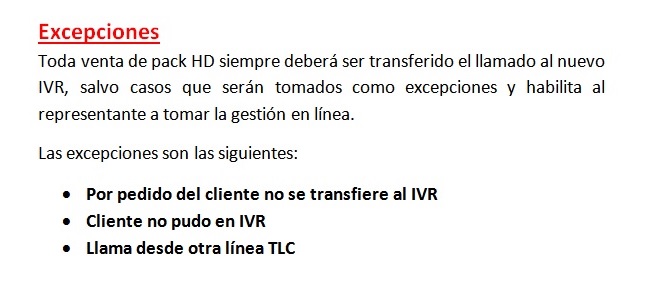 Excepciones
Toda venta de pack HD siempre deberá ser transferido el llamado al nuevo
IVR, salvo casos que serán tomados como excepciones y habilita al
representante a tomar la gestión en línea.
Las excepciones son las siguientes:
• Por pedido del cliente no se transfiere al IVR
• Cliente no pudo en IVR
• Llama desde otra línea TLC